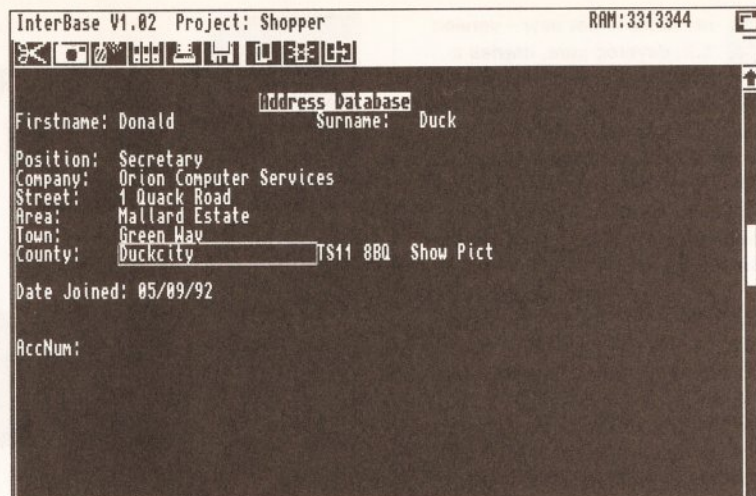 InterBase V1.02 Project: Shopper RAM:3313344
Address Database
Firstname: Donald Surname: Duck
Position: Secretary
Company: Orion Computer Services
Street: 1 Quack Road
Area: Mallard Estate
Town: Green Way
County: Duckcity TS11 8BQ Show Pict
Date Joined: 05/09/92
AccNum: